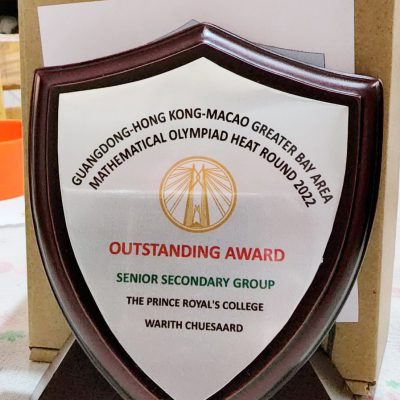 GUANGDONG-HONG KONG-MACAO GREATER BAY AREA
MATHEMATICAL OLYMPIAD HEAT ROUND 2022
OUTSTANDING AWARD
SENIOR SECONDARY GROUP
THE PRINCE ROYAL'S COLLEGE
WARITH CHUESAARD